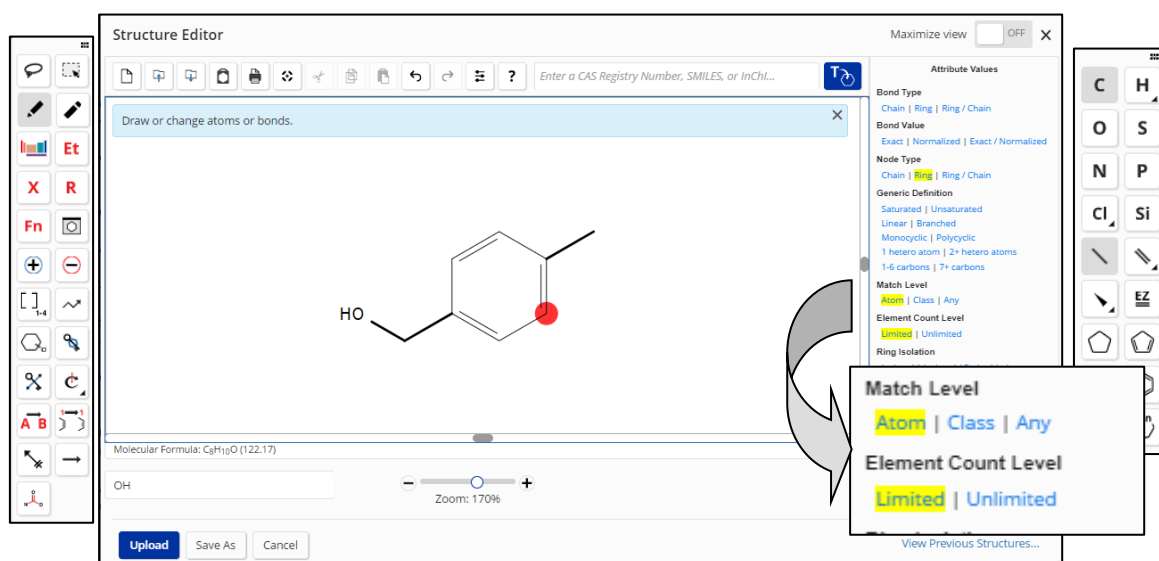 Structure Editor
Maximize view OFF
Enter a CAS Registry Number, SMILES, or InChI...
T
?
Draw or change atoms or bonds.
Et
X R
Fn
1-4
A B
1 1
HO
Molecular Formula: C₈H₁₀O (122.17)
OH
Zoom: 170%
Upload Save As Cancel
Attribute Values
Bond Type
Chain | Ring | Ring / Chain
Bond Value
Exact | Normalized | Exact / Normalized
Node Type
Chain | Ring | Ring / Chain
Generic Definition
Saturated | Unsaturated
Linear | Branched
Monocyclic | Polycyclic
1 hetero atom | 2+ hetero atoms
1-6 carbons | 7+ carbons
Match Level
Atom | Class | Any
Element Count Level
Limited | Unlimited
Ring Isolation
Match Level
Atom | Class | Any
Element Count Level
Limited | Unlimited
View Previous Structures...
C H
O S
N P
Cl Si
EZ